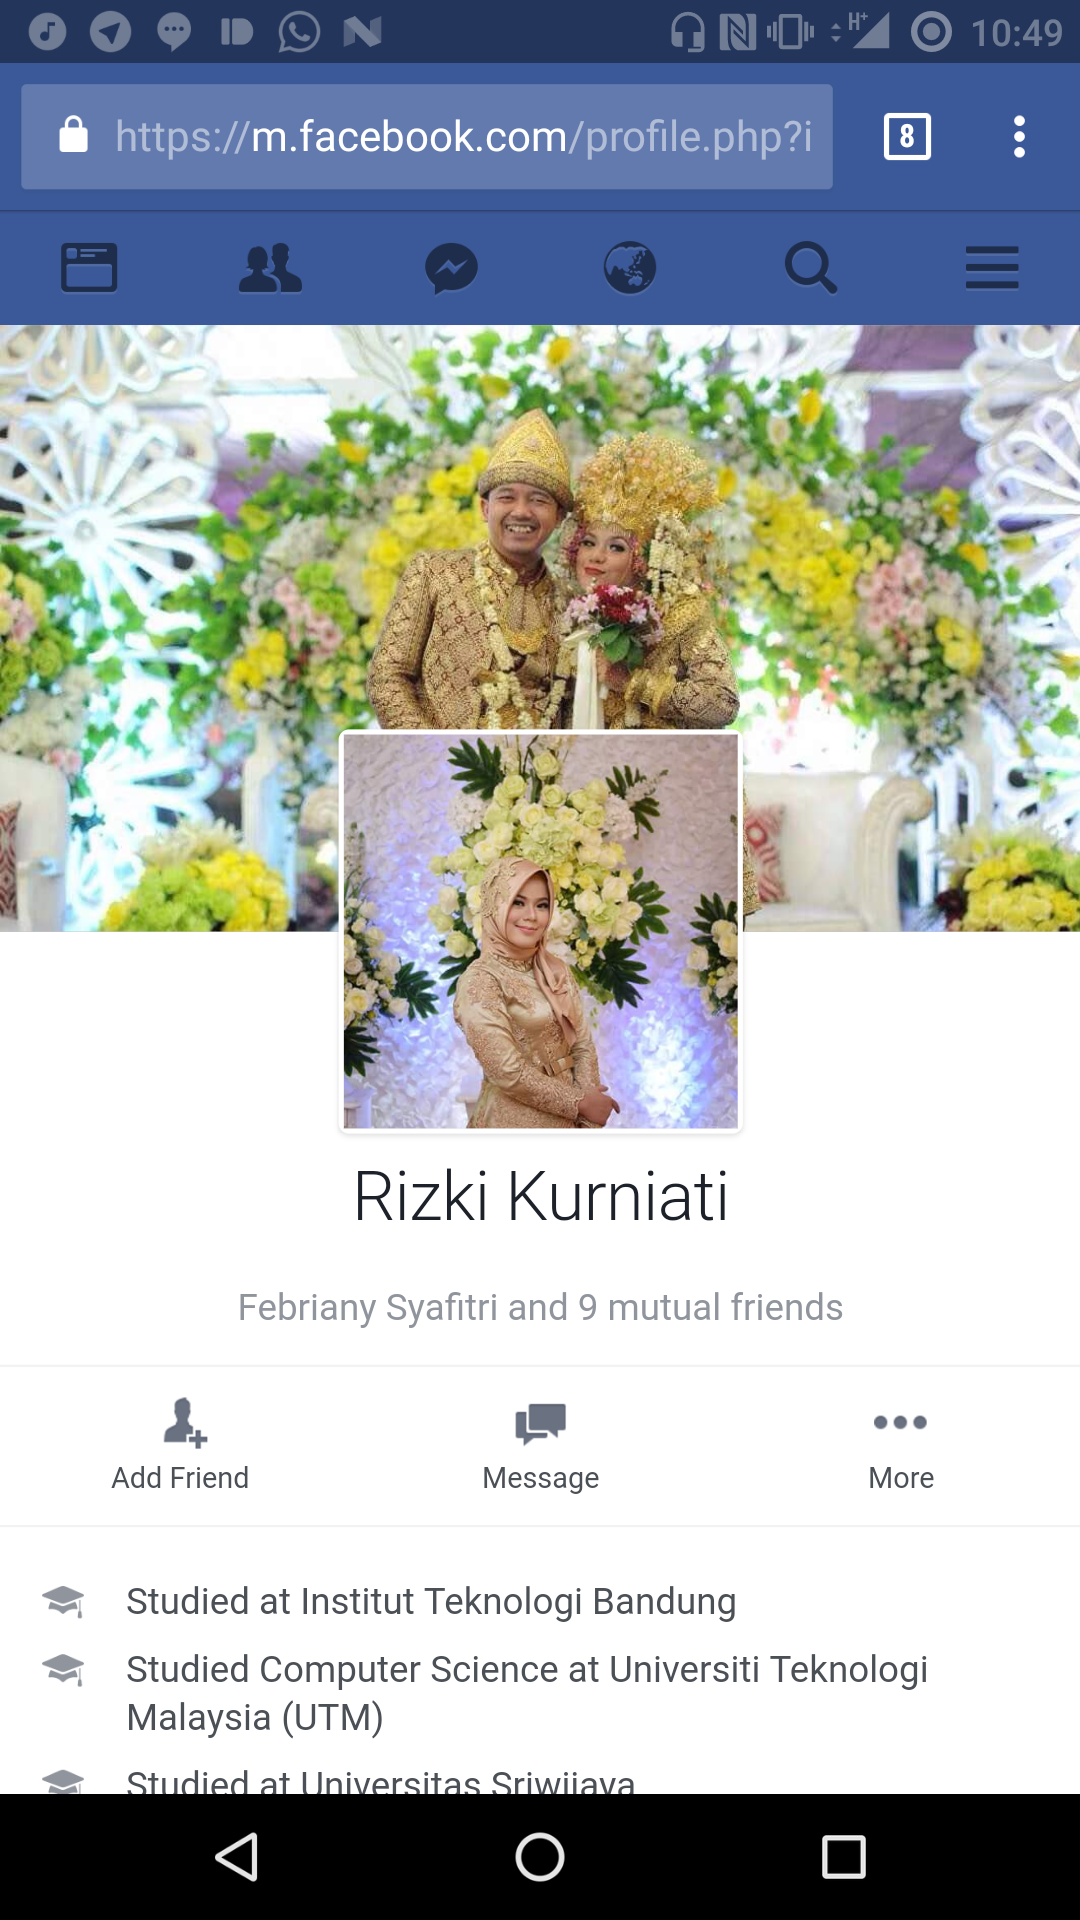 H+ 10:49
https://m.facebook.com/profile.php?i
8
Rizki Kurniati
Febriany Syafitri and 9 mutual friends
Add Friend Message More
Studied at Institut Teknologi Bandung
Studied Computer Science at Universiti Teknologi
Malaysia (UTM)
Studied at Universitas Sriwijaya